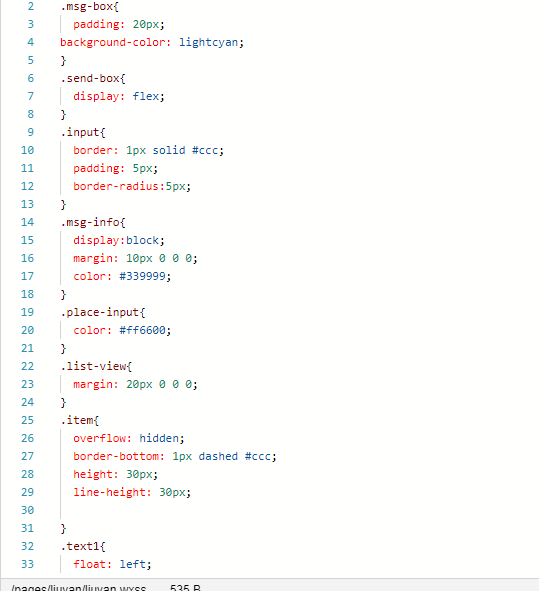 2 .msg-box{
3 padding: 20px;
4 background-color: lightcyan;
5 }
6 .send-box{
7 display: flex;
8 }
9 .input{
10 border: 1px solid #ccc;
11 padding: 5px;
12 border-radius:5px;
13 }
14 .msg-info{
15 display:block;
16 margin: 10px 0 0 0;
17 color: #339999;
18 }
19 .place-input{
20 color: #ff6600;
21 }
22 .list-view{
23 margin: 20px 0 0 0;
24 }
25 .item{
26 overflow: hidden;
27 border-bottom: 1px dashed #ccc;
28 height: 30px;
29 line-height: 30px;
30
31 }
32 .text1{
33 float: left;
/pages/liuyan/liuyan.wxss 535 B